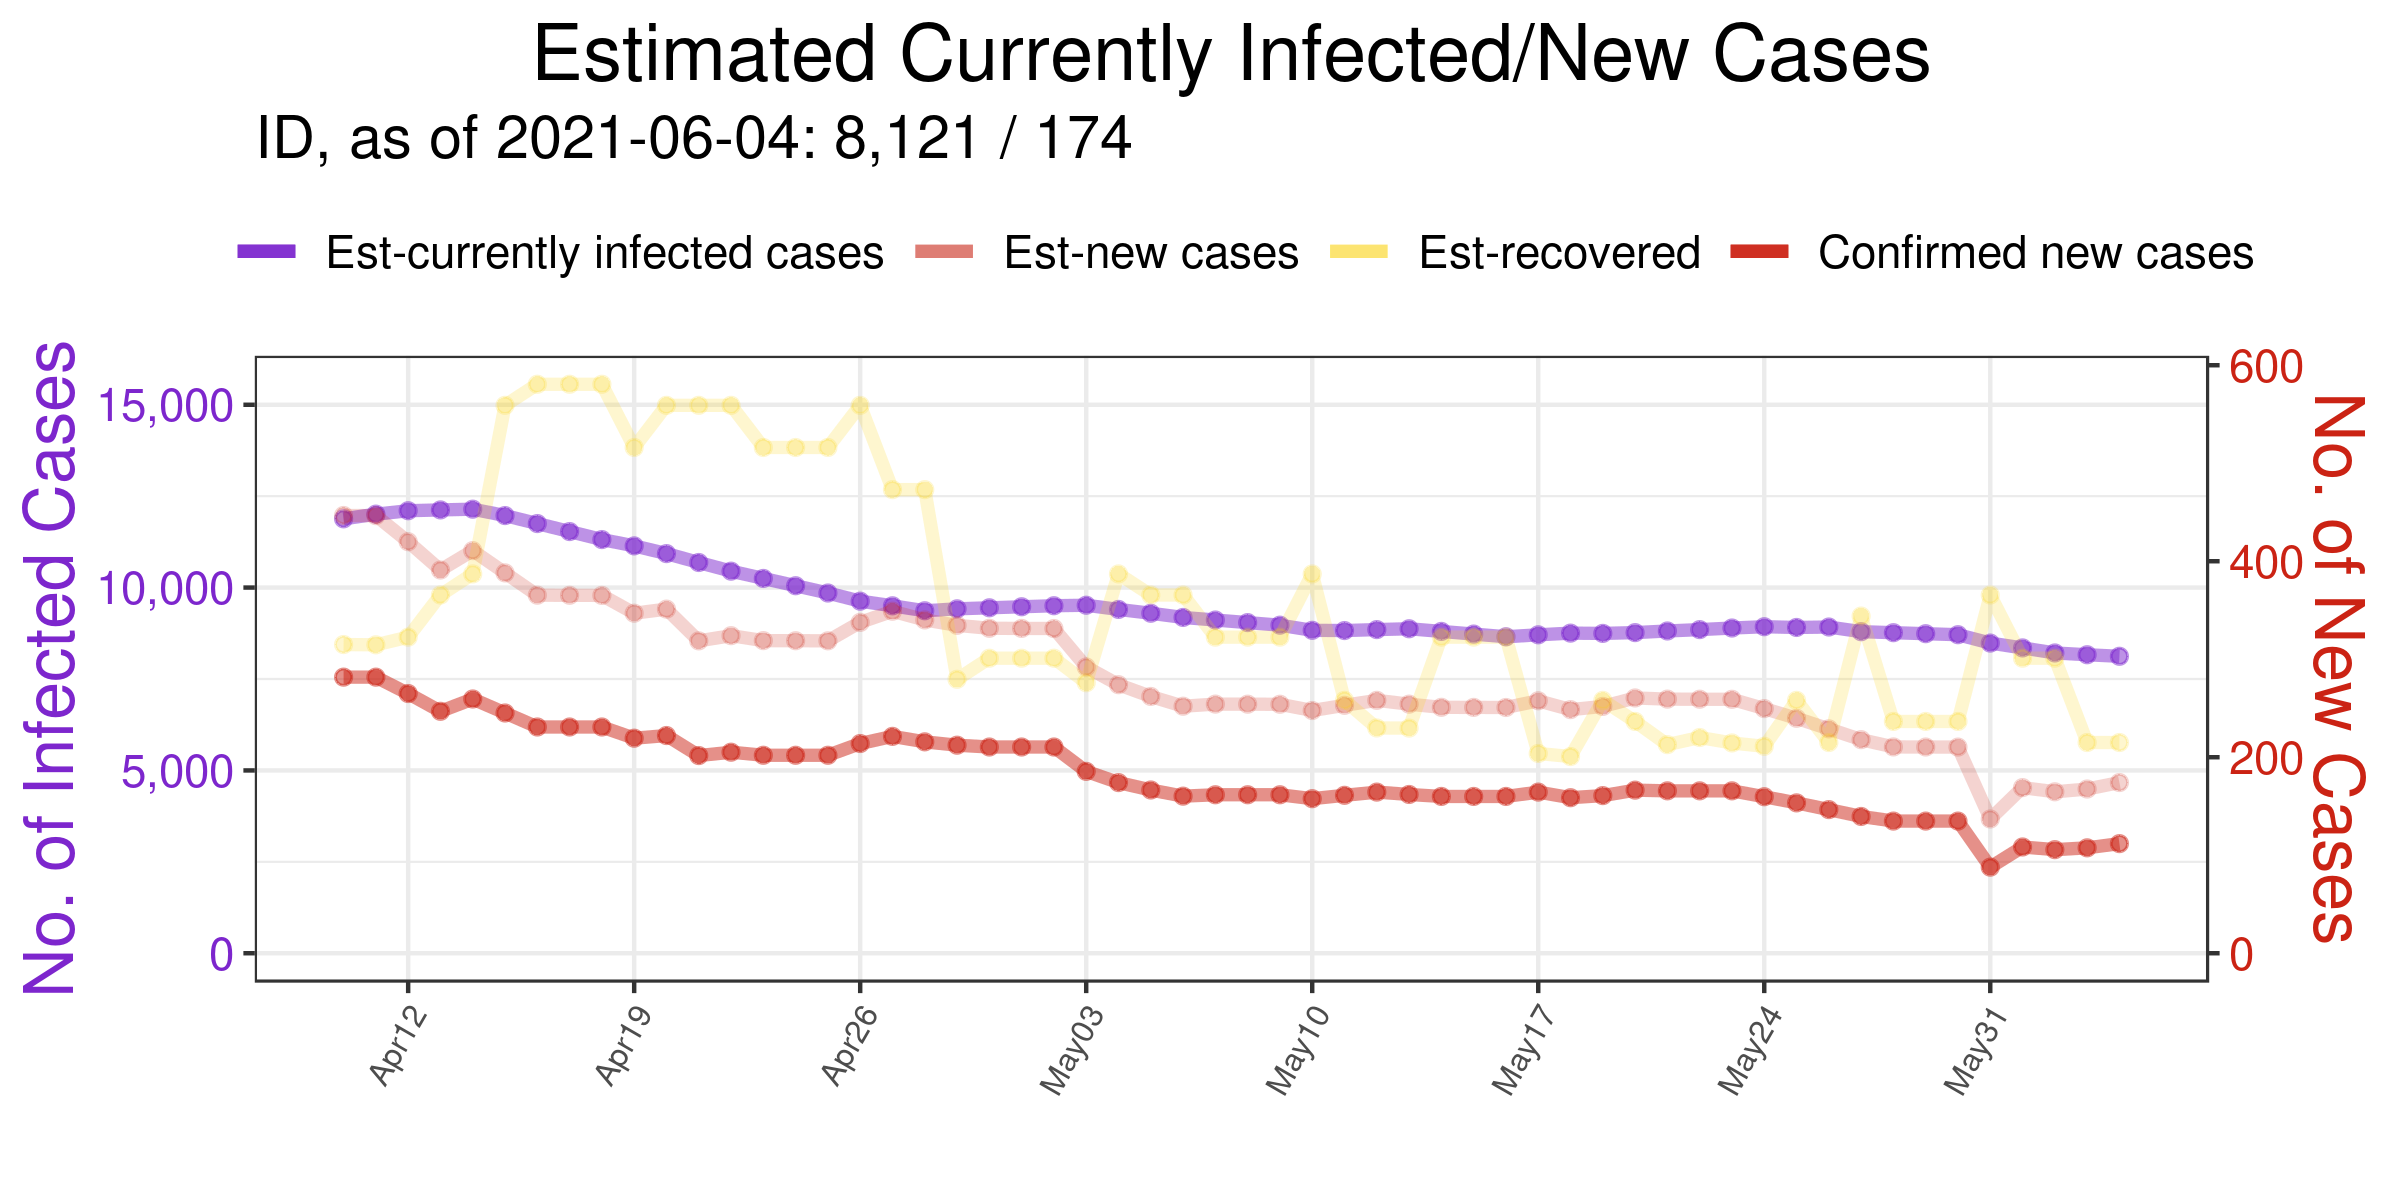 Estimated Currently Infected/New Cases
ID, as of 2021-06-04: 8,121 / 174
Est-currently infected cases Est-new cases Est-recovered Confirmed new cases
No. of Infected Cases
15,000
10,000
5,000
0
600
400
200
0
No. of New Cases
Apr12 Apr19 Apr26 May03 May10 May17 May24 May31